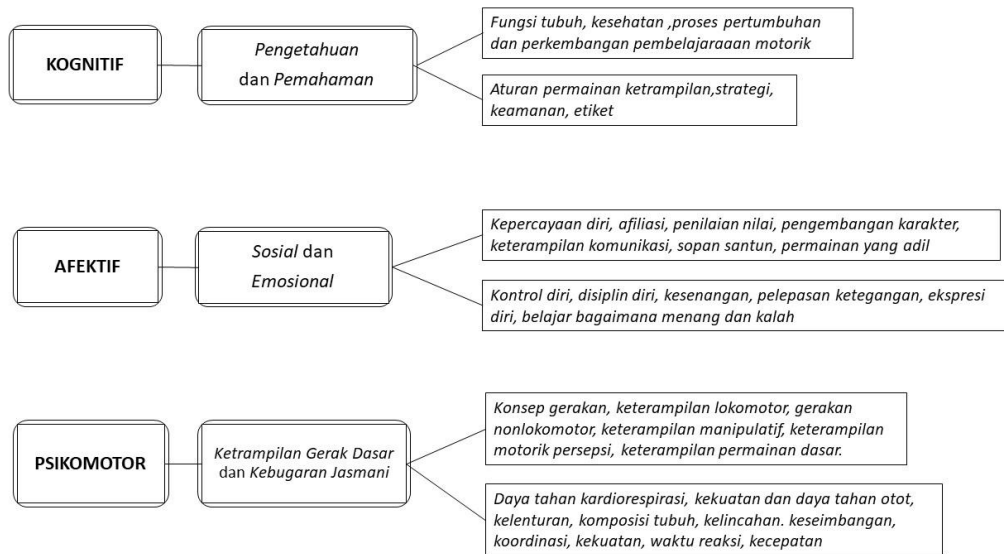 KOGNITIF
Pengetahuan
dan Pemahaman
Fungsi tubuh, kesehatan ,proses pertumbuhan
dan perkembangan pembelajaraaan motorik
Aturan permainan ketrampilan,strategi,
keamanan, etiket
AFEKTIF
Sosial dan
Emosional
Kepercayaan diri, afiliasi, penilaian nilai, pengembangan karakter,
keterampilan komunikasi, sopan santun, permainan yang adil
Kontrol diri, disiplin diri, kesenangan, pelepasan ketegangan, ekspresi
diri, belajar bagaimana menang dan kalah
PSIKOMOTOR
Ketrampilan Gerak Dasar
dan Kebugaran Jasmani
Konsep gerakan, keterampilan lokomotor, gerakan
nonlokomotor, keterampilan manipulatif, keterampilan
motorik persepsi, keterampilan permainan dasar.
Daya tahan kardiorespirasi, kekuatan dan daya tahan otot,
kelenturan, komposisi tubuh, kelincahan. keseimbangan,
koordinasi, kekuatan, waktu reaksi, kecepatan